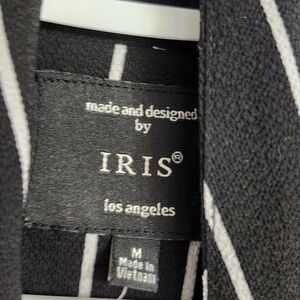 made and designed
by
IRIS®
los angeles
M
Made in
Vietnam